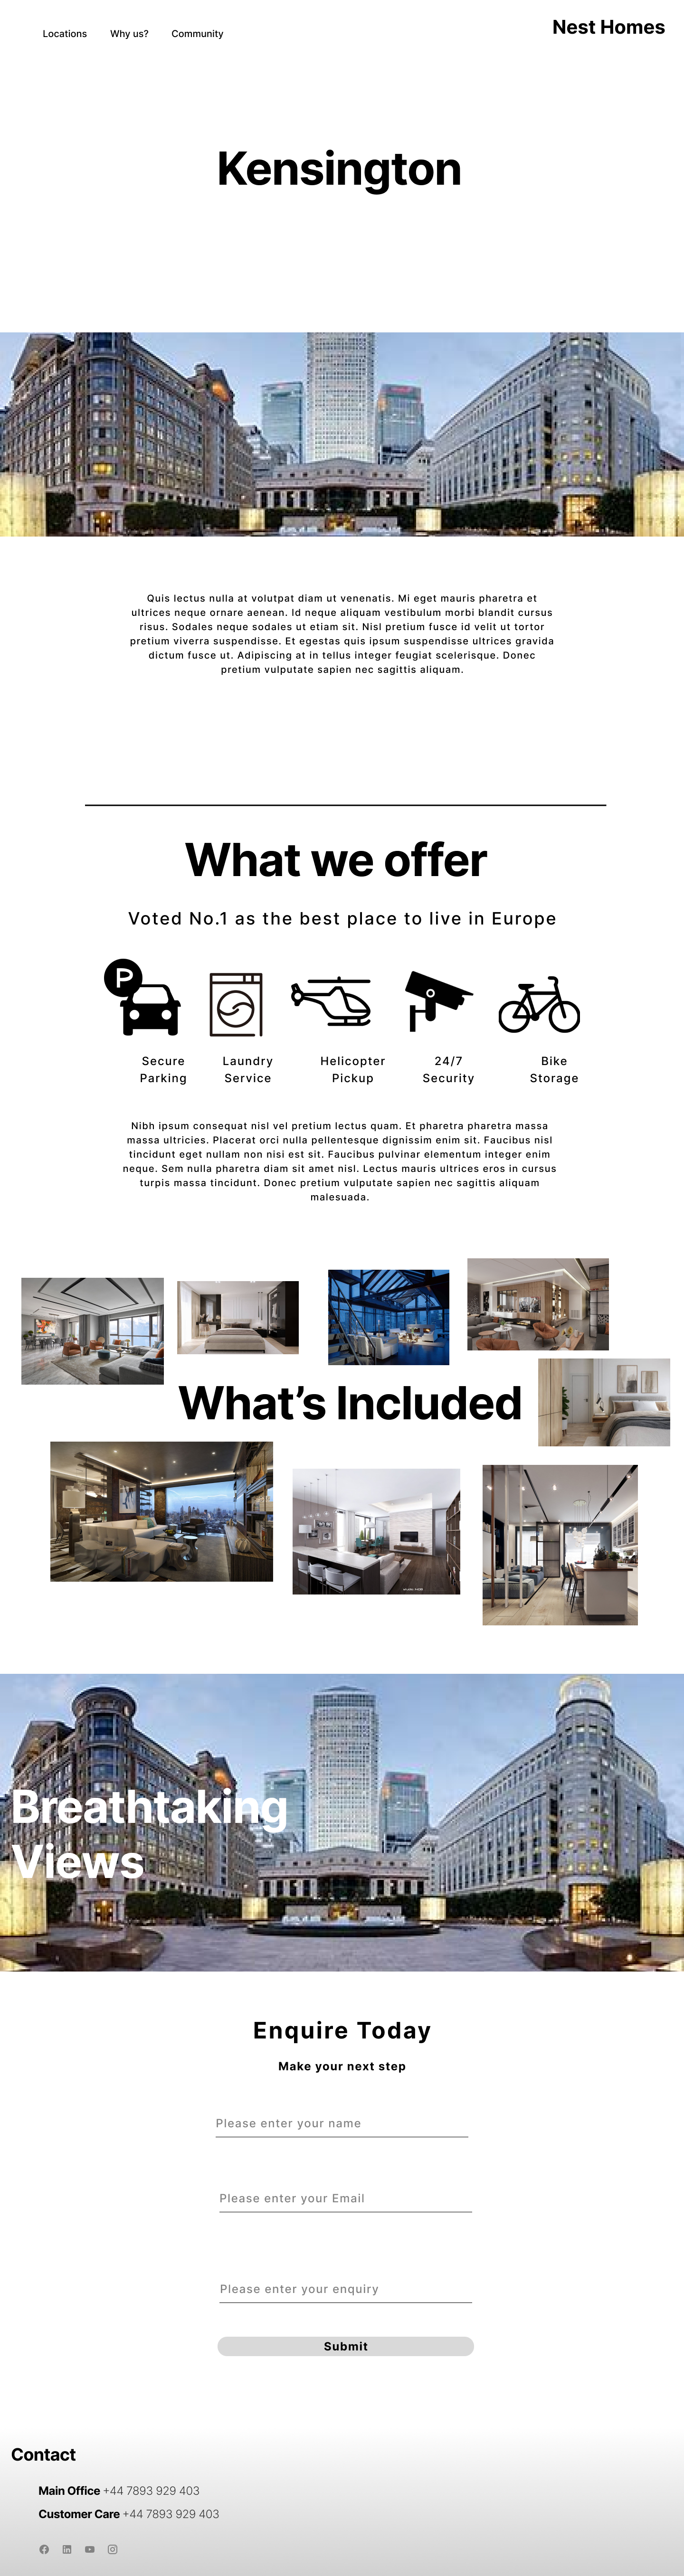 Locations Why us? Community
Nest Homes
Kensington
Quis lectus nulla at volutpat diam ut venenatis. Mi eget mauris pharetra et
ultrices neque ornare aenean. Id neque aliquam vestibulum morbi blandit cursus
risus. Sodales neque sodales ut etiam sit. Nisl pretium fusce id velit ut tortor
pretium viverra suspendisse. Et egestas quis ipsum suspendisse ultrices gravida
dictum fusce ut. Adipiscing at in tellus integer feugiat scelerisque. Donec
pretium vulputate sapien nec sagittis aliquam.
What we offer
Voted No.1 as the best place to live in Europe
P
Secure
Parking
Laundry
Service
Helicopter
Pickup
24/7
Security
Bike
Storage
Nibh ipsum consequat nisl vel pretium lectus quam. Et pharetra pharetra massa
massa ultricies. Placerat orci nulla pellentesque dignissim enim sit. Faucibus nisl
tincidunt eget nullam non nisi est sit. Faucibus pulvinar elementum integer enim
neque. Sem nulla pharetra diam sit amet nisl. Lectus mauris ultrices eros in cursus
turpis massa tincidunt. Donec pretium vulputate sapien nec sagittis aliquam
malesuada.
What’s Included
Breathtaking
Views
Enquire Today
Make your next step
Please enter your name
Please enter your Email
Please enter your enquiry
Submit
Contact
Main Office +44 7893 929 403
Customer Care +44 7893 929 403